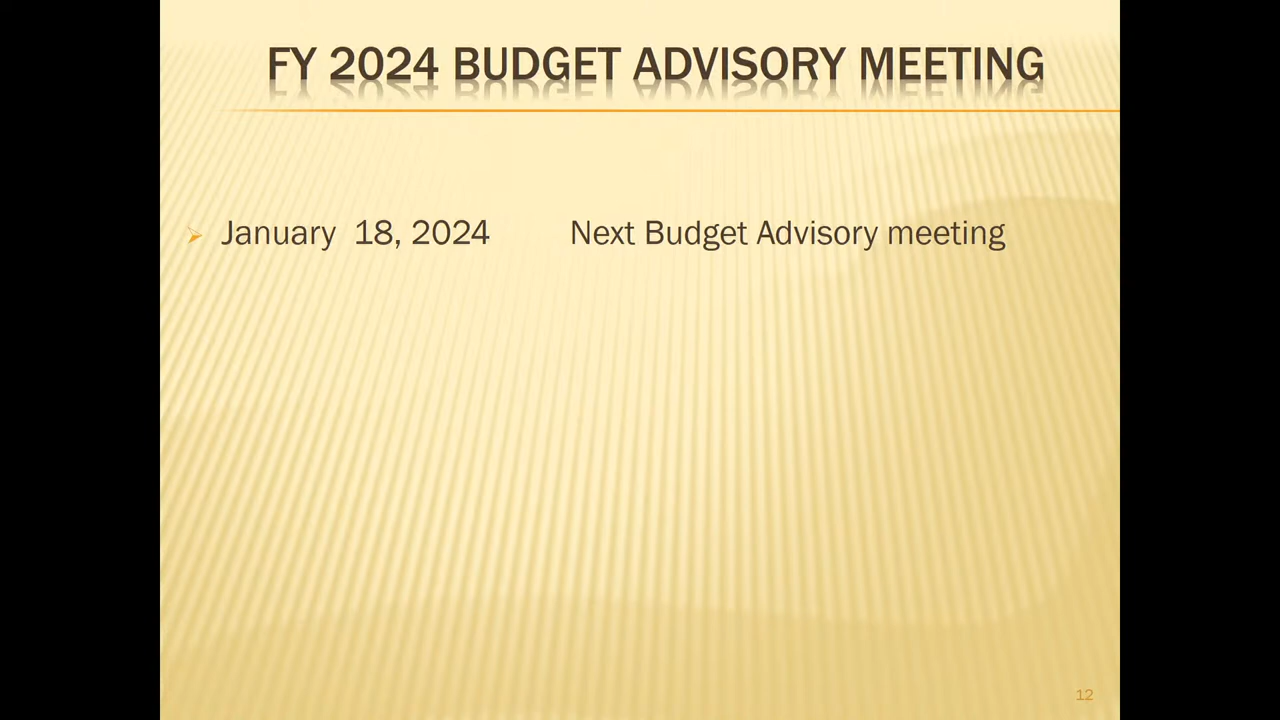 FY 2024 BUDGET ADVISORY MEETING
January 18, 2024 Next Budget Advisory meeting
12